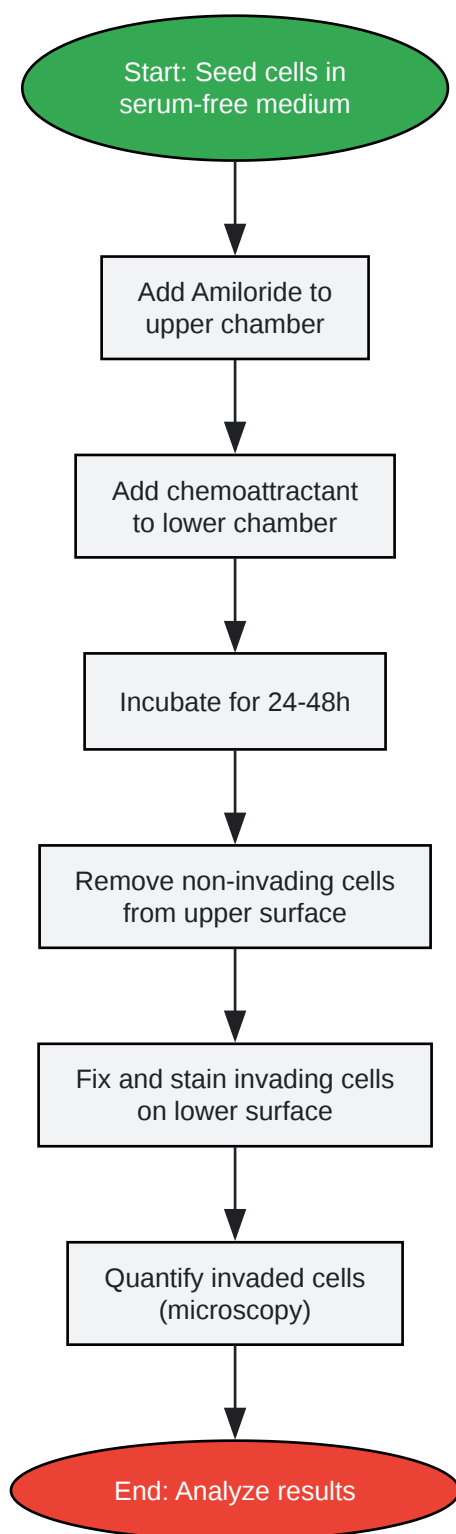 Start: Seed cells in
serum-free medium
Add Amiloride to
upper chamber
Add chemoattractant
to lower chamber
Incubate for 24-48h
Remove non-invading cells
from upper surface
Fix and stain invading cells
on lower surface
Quantify invaded cells
(microscopy)
End: Analyze results